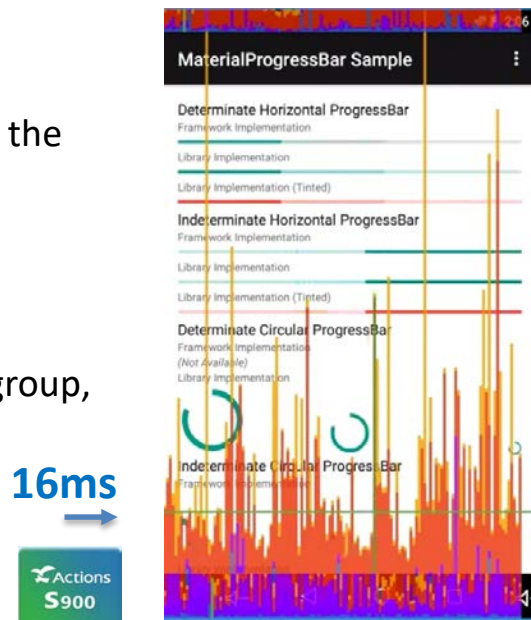 2:06
MaterialProgressBar Sample
Determinate Horizontal ProgressBar
Framework Implementation
Library Implementation
Library Implementation (Tinted)
Indeterminate Horizontal ProgressBar
Framework Implementation
Library Implementation
Library Implementation (Tinted)
Determinate Circular ProgressBar
Framework Implementation
(Not Available)
Library Implementation
Indeterminate Circular ProgressBar
Framework Implementation
the
group,
16ms
Actions
S900